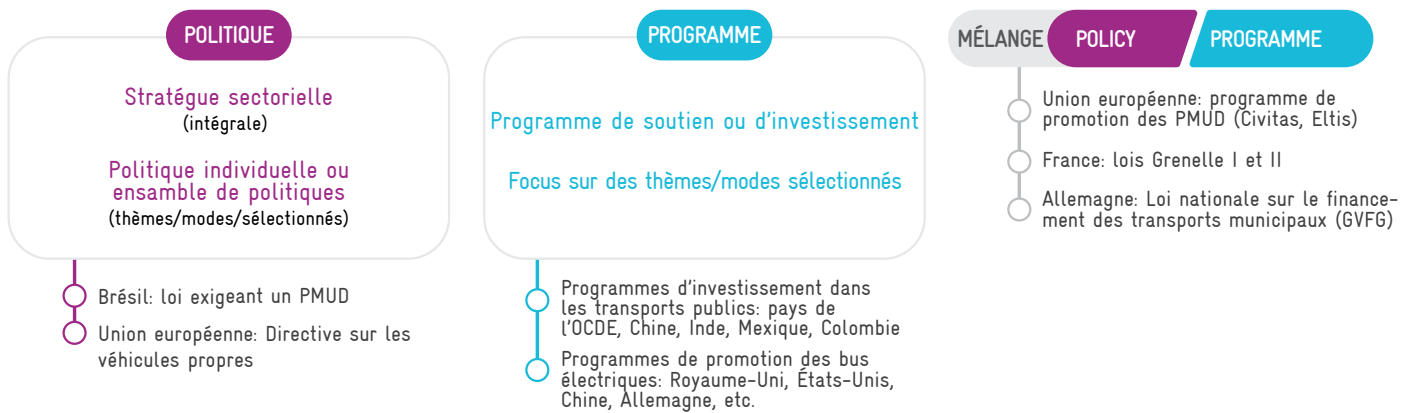 POLITIQUE
Stratégue sectorielle
(intégrale)
Politique individuelle ou
ensamble de politiques
(thèmes/modes/sélectionnés)
Brésil: loi exigeant un PMUD
Union européenne: Directive sur les
véhicules propres
PROGRAMME
Programme de soutien ou d'investissement
Focus sur des thèmes/modes sélectionnés
Programmes d'investissement dans
les transports publics: pays de
l'OCDE, Chine, Inde, Mexique, Colombie
Programmes de promotion des bus
électriques: Royaume-Uni, États-Unis,
Chine, Allemagne, etc.
MÉLANGE POLICY PROGRAMME
Union européenne: programme de
promotion des PMUD (Civitas, Eltis)
France: lois Grenelle I et II
Allemagne: Loi nationale sur le finance-
ment des transports municipaux (GVFG)